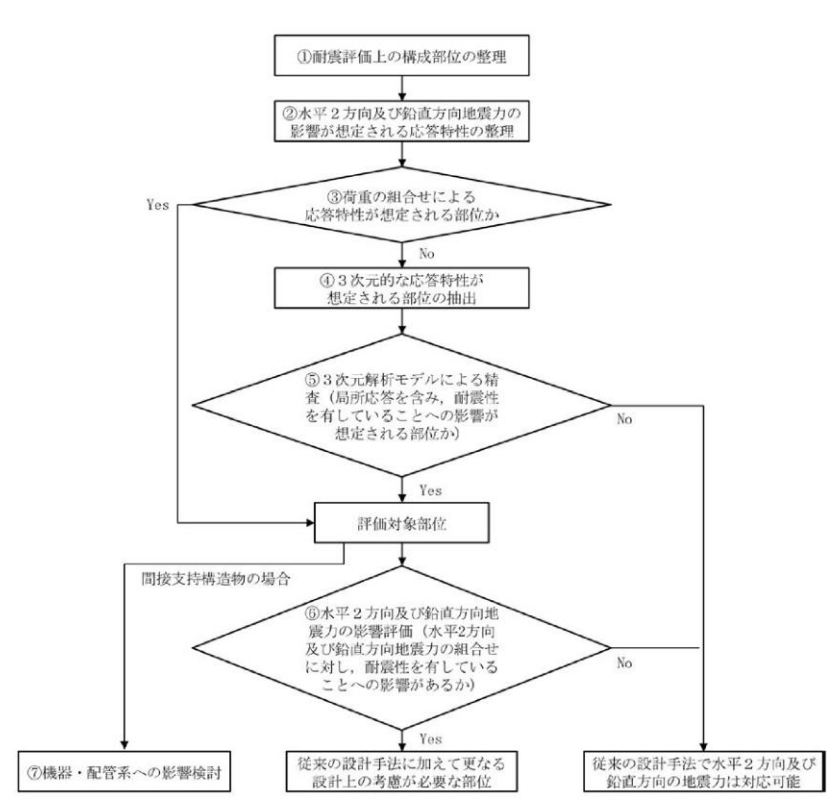 ①耐震評価上の構成部位の整理
②水平２方向及び鉛直方向地震力の
影響が想定される応答特性の整理
③荷重の組合せによる
応答特性が想定される部位か
Yes
No
④３次元的な応答特性が
想定される部位の抽出
⑤３次元解析モデルによる精
査（局所応答を含み，耐震性
を有していることへの影響が
想定される部位か）
No
Yes
評価対象部位
間接支持構造物の場合
⑥水平２方向及び鉛直方向地
震力の影響評価（水平2方向
及び鉛直方向地震力の組合せ
に対し，耐震性を有している
ことへの影響があるか）
No
Yes
⑦機器・配管系への影響検討
従来の設計手法に加えて更なる
設計上の考慮が必要な部位
従来の設計手法で水平２方向及び
鉛直方向の地震力は対応可能